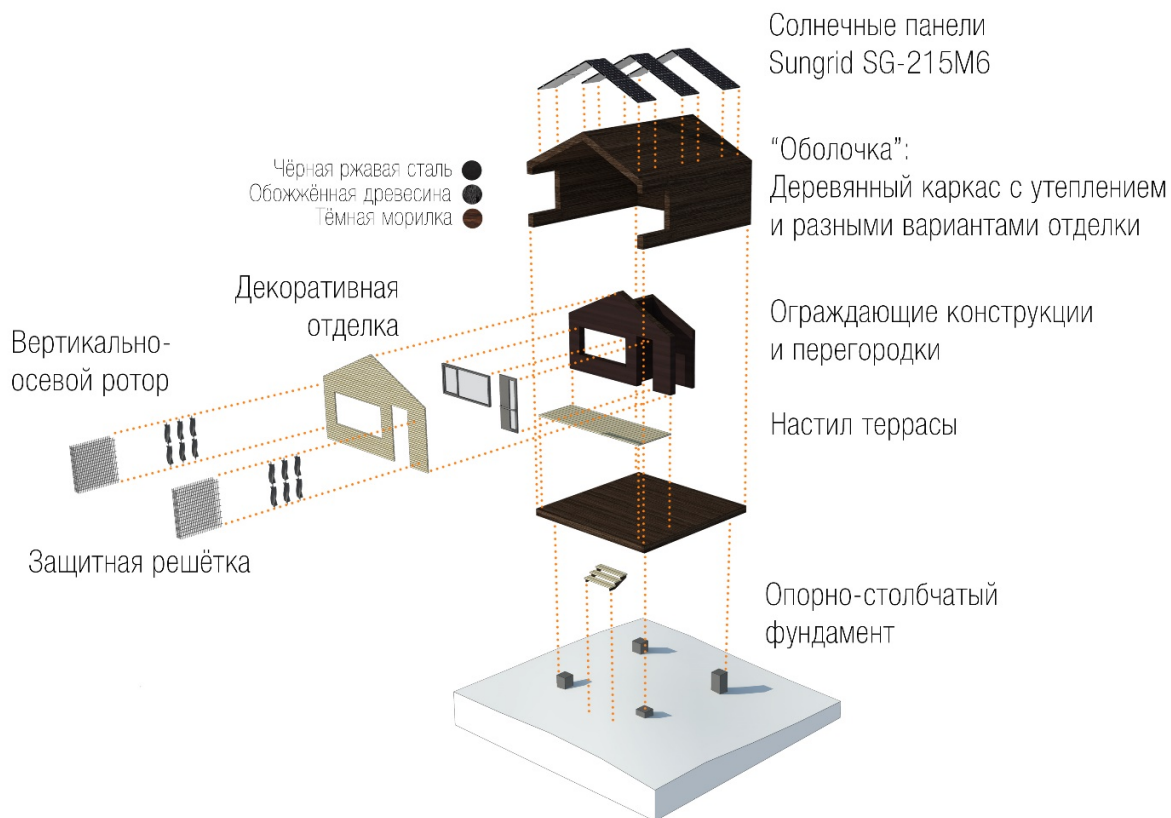 Солнечные панели
Sungrid SG-215M6
Чёрная ржавая сталь
Обожжённая древесина
Тёмная морилка
“Оболочка”:
Деревянный каркас с утеплением
и разными вариантами отделки
Декоративная
отделка
Вертикально-
осевой ротор
Ограждающие конструкции
и перегородки
Настил террасы
Защитная решётка
Опорно-столбчатый
фундамент